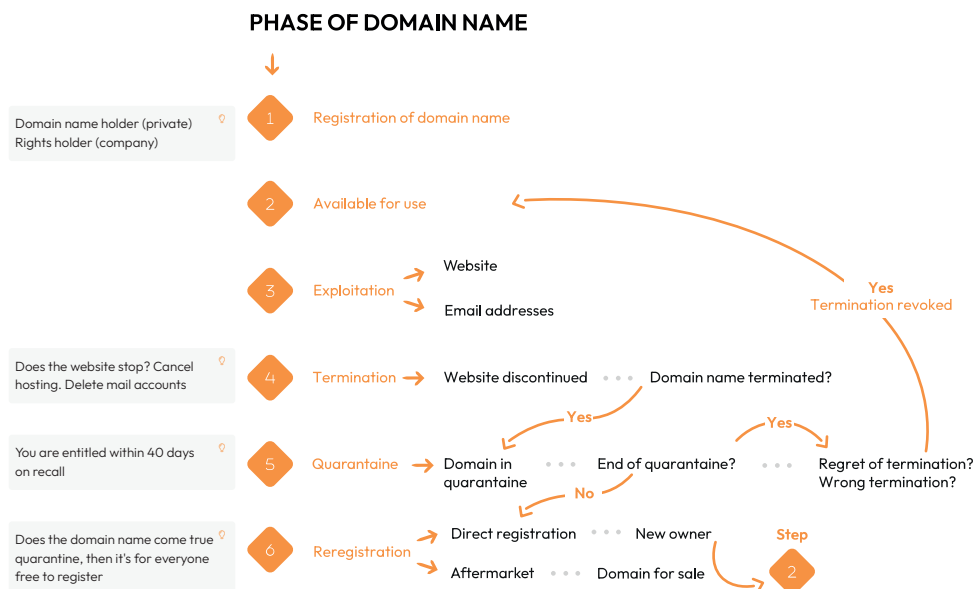 PHASE OF DOMAIN NAME
Domain name holder (private)
Rights holder (company)
1
Registration of domain name
2
Available for use
3
Exploitation
Website
Email addresses
Yes
Termination revoked
Does the website stop? Cancel
hosting. Delete mail accounts
4
Termination
Website discontinued
Domain name terminated?
Yes
Yes
You are entitled within 40 days
on recall
5
Quarantaine
Domain in
quarantaine
End of quarantaine?
Regret of termination?
Wrong termination?
No
Does the domain name come true
quarantine, then it's for everyone
free to register
6
Reregistration
Direct registration
New owner
Aftermarket
Domain for sale
Step
2